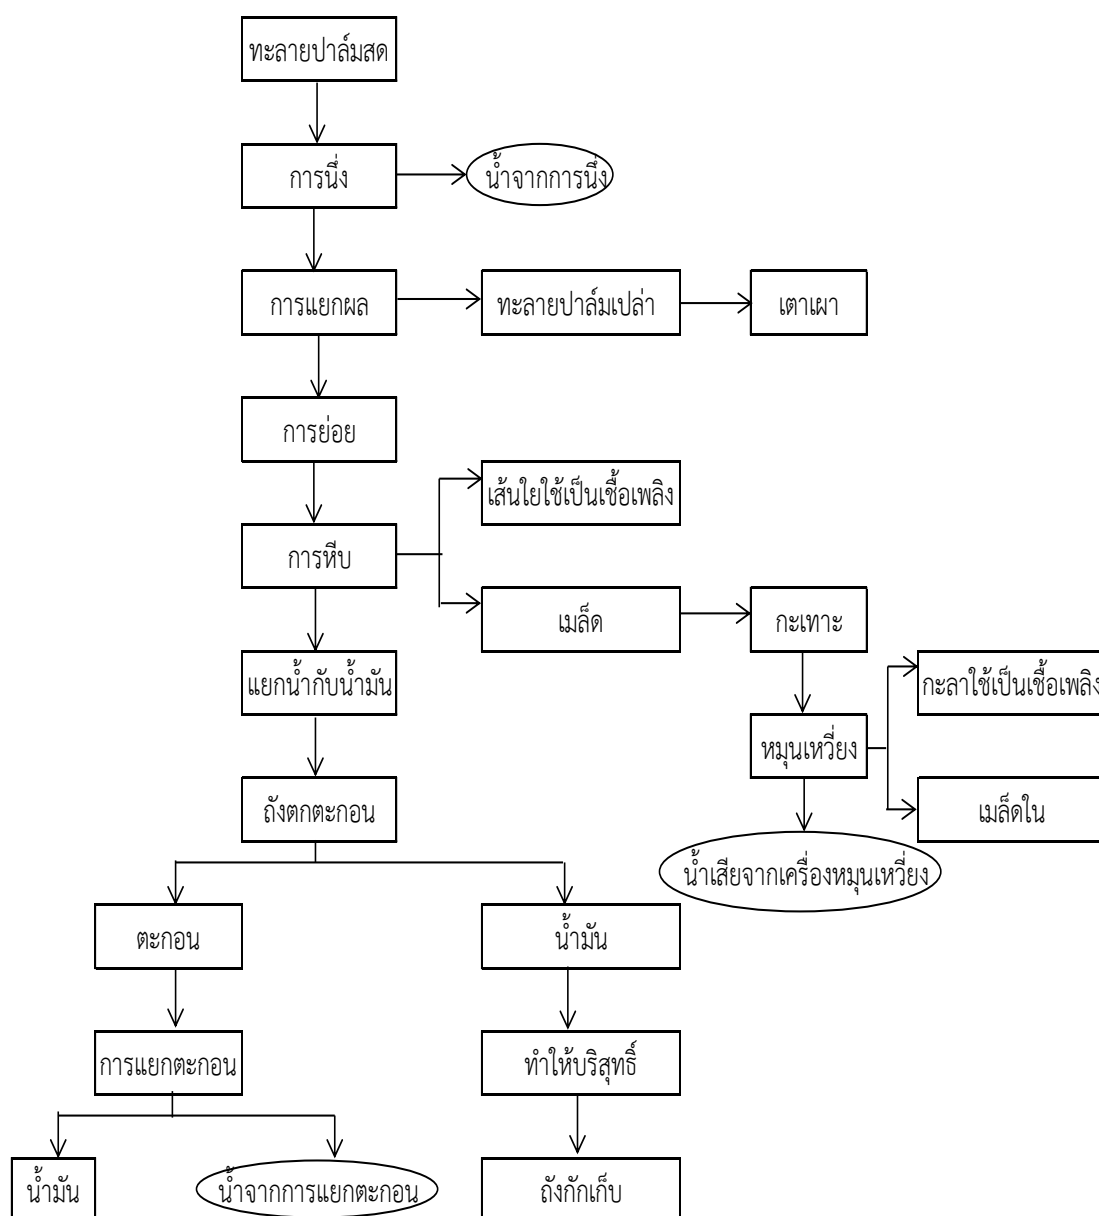 ทะลายปาล์มสด
การนึ่ง
น้ำจากการนึ่ง
การแยกผล
ทะลายปาล์มเปล่า
เตาเผา
การย่อย
เส้นใยใช้เป็นเชื้อเพลิง
การหีบ
เมล็ด
กะเทาะ
แยกน้ำกับน้ำมัน
กะลาใช้เป็นเชื้อเพลิง
หมุนเหวี่ยง
ถังตกตะกอน
เมล็ดใน
น้ำเสียจากเครื่องหมุนเหวี่ยง
ตะกอน
น้ำมัน
การแยกตะกอน
ทำให้บริสุทธิ์
น้ำมัน
น้ำจากการแยกตะกอน
ถังกักเก็บ